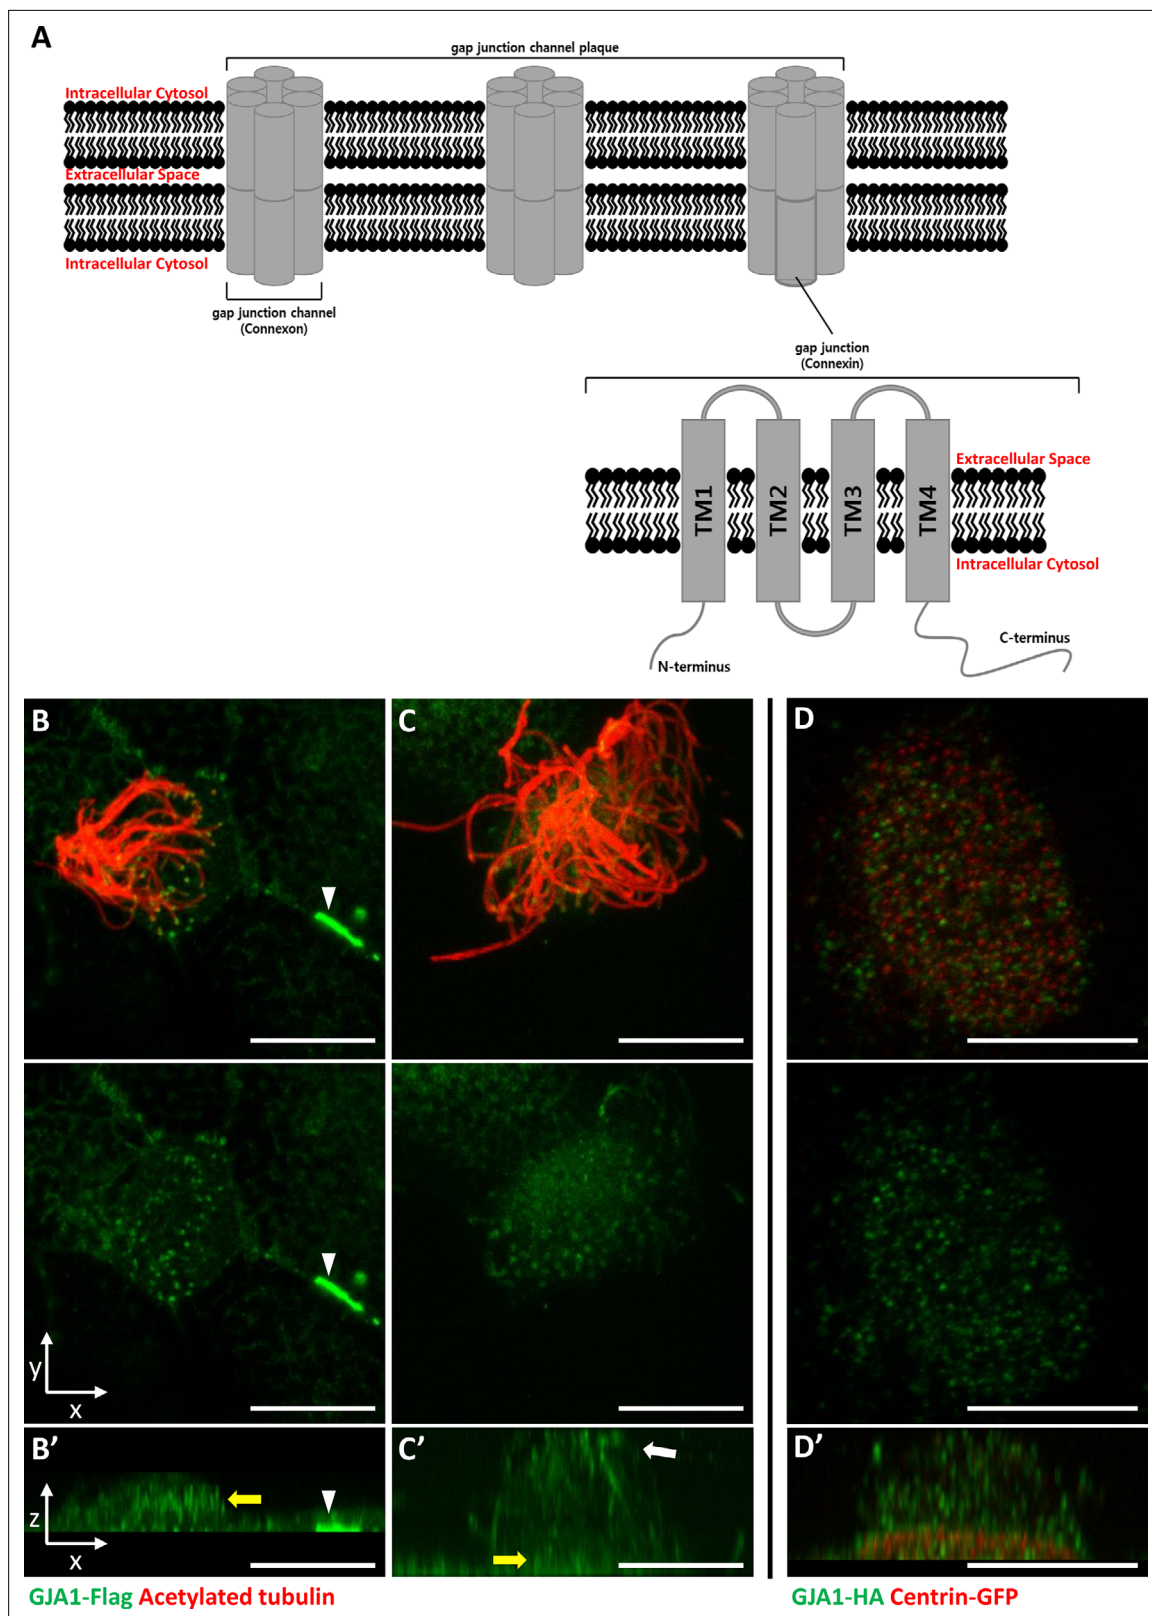 A
gap junction channel plaque
Intracellular Cytosol
Extracellular Space
Intracellular Cytosol
gap junction channel
(Connexon)
gap junction
(Connexin)
Extracellular Space
TM1
TM2
TM3
TM4
Intracellular Cytosol
C-terminus
N-terminus
B
C
D
y
x
B’
C’
D’
z
x
GJA1-Flag Acetylated tubulin
GJA1-HA Centrin-GFP